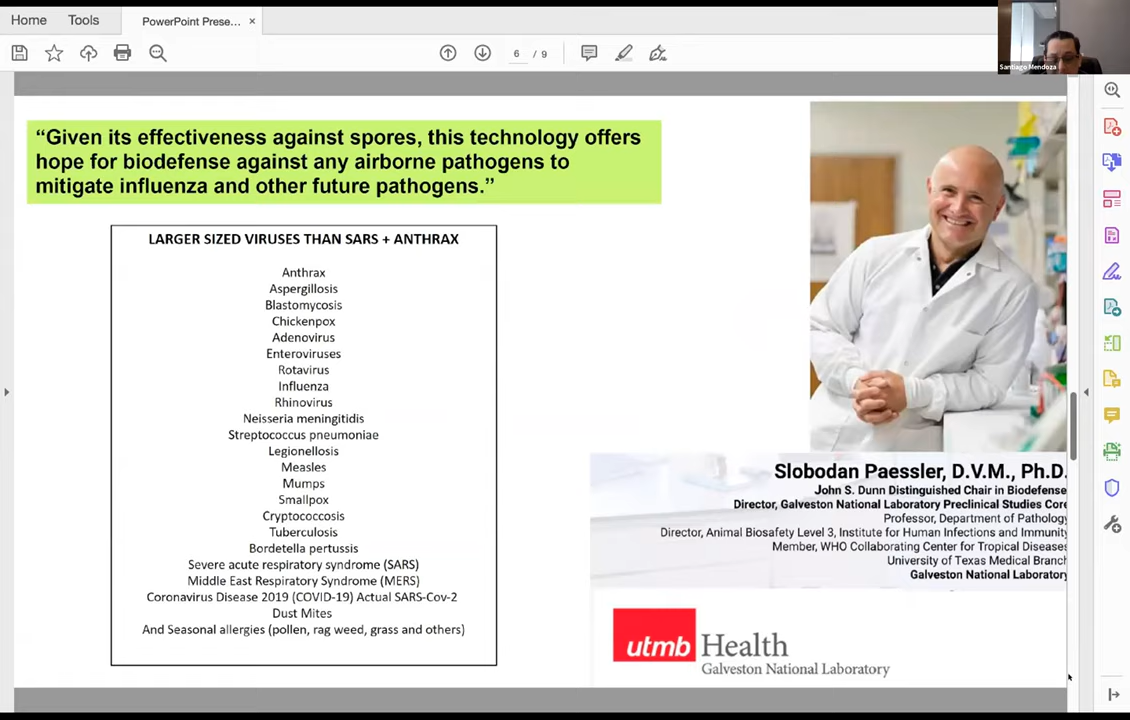 Home
Tools
PowerPoint Prese...
×
6 / 9
Santiago Mendoza
“Given its effectiveness against spores, this technology offers
hope for biodefense against any airborne pathogens to
mitigate influenza and other future pathogens.”
LARGER SIZED VIRUSES THAN SARS + ANTHRAX
Anthrax
Aspergillosis
Blastomycosis
Chickenpox
Adenovirus
Enteroviruses
Rotavirus
Influenza
Rhinovirus
Neisseria meningitidis
Streptococcus pneumoniae
Legionellosis
Measles
Mumps
Smallpox
Cryptococcosis
Tuberculosis
Bordetella pertussis
Severe acute respiratory syndrome (SARS)
Middle East Respiratory Syndrome (MERS)
Coronavirus Disease 2019 (COVID-19) Actual SARS-Cov-2
Dust Mites
And Seasonal allergies (pollen, rag weed, grass and others)
Slobodan Paessler, D.V.M., Ph.D.
John S. Dunn Distinguished Chair in Biodefense
Director, Galveston National Laboratory Preclinical Studies Core
Professor, Department of Pathology
Director, Animal Biosafety Level 3, Institute for Human Infections and Immunity
Member, WHO Collaborating Center for Tropical Diseases
University of Texas Medical Branch
Galveston National Laboratory
utmb Health
Galveston National Laboratory